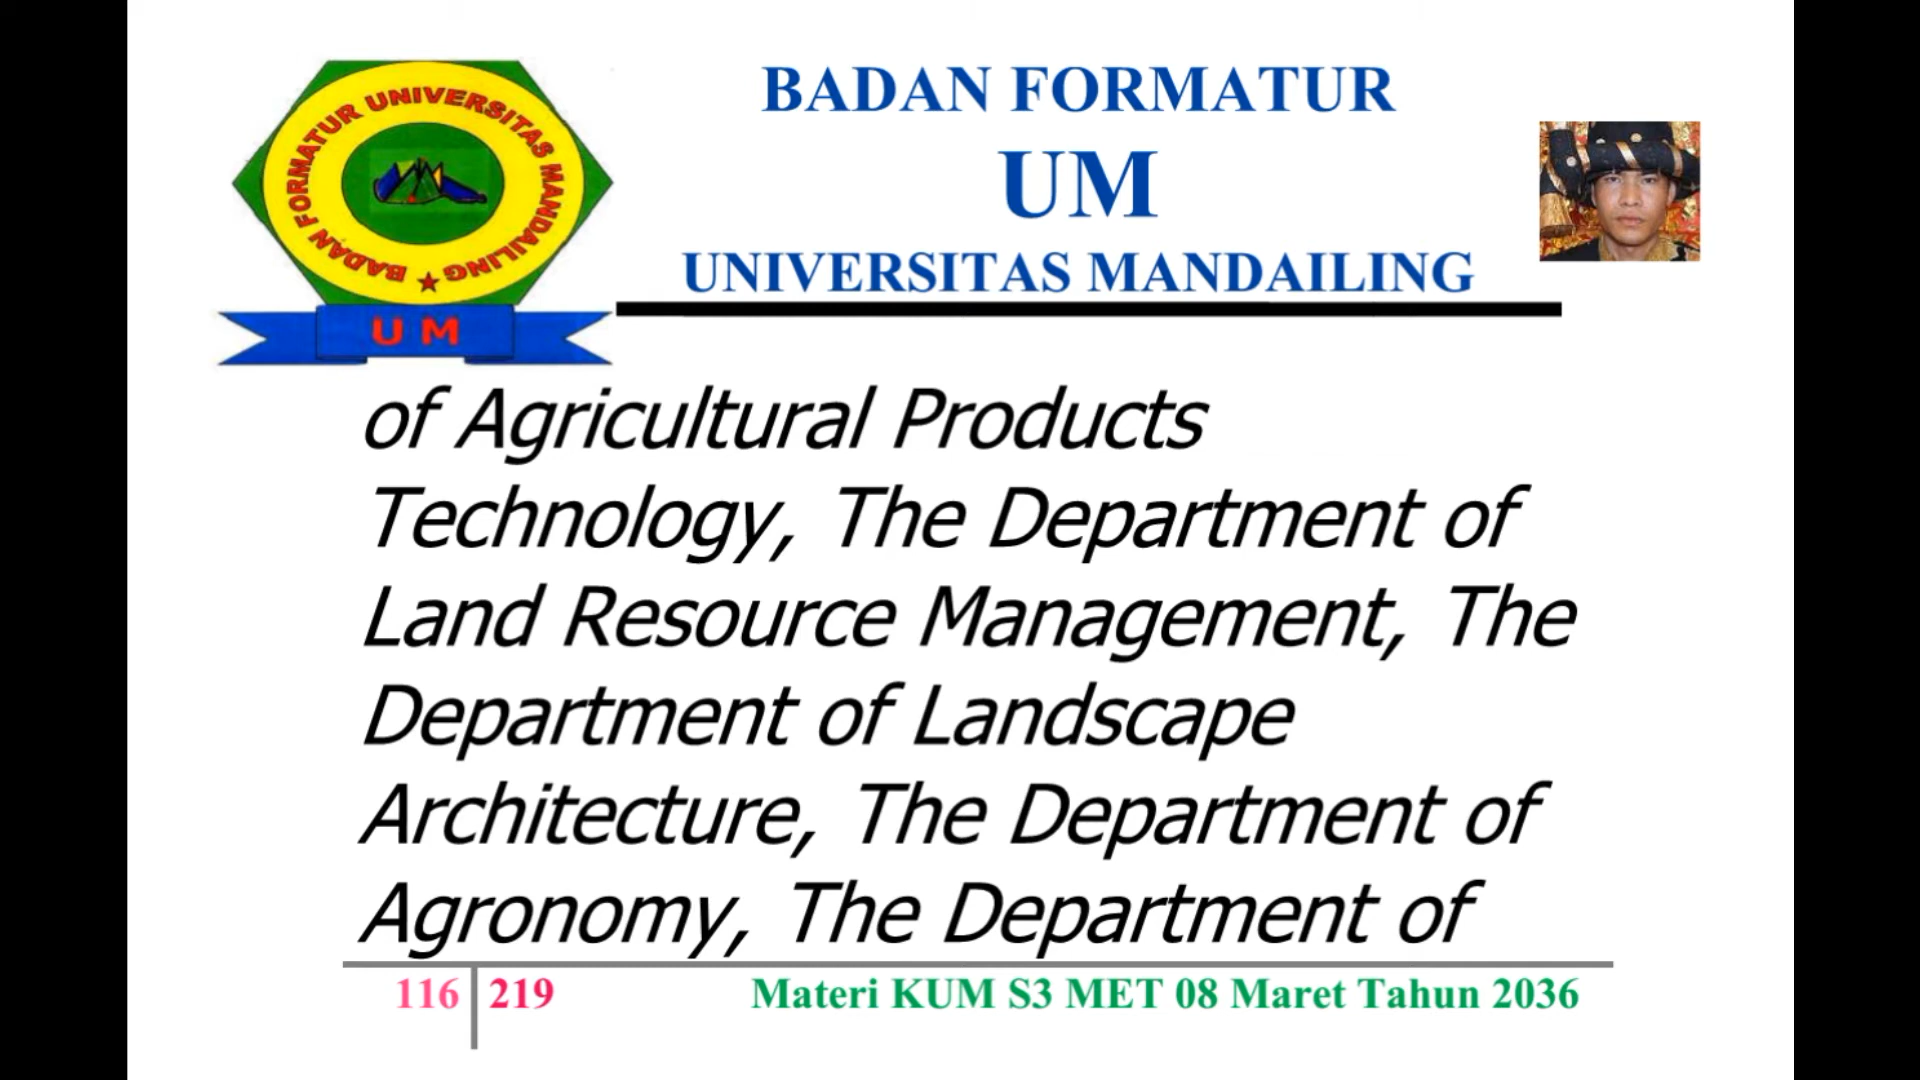 BADAN FORMATUR UNIVERSITAS MANDAILING
U M
BADAN FORMATUR
UM
UNIVERSITAS MANDAILING
of Agricultural Products
Technology, The Department of
Land Resource Management, The
Department of Landscape
Architecture, The Department of
Agronomy, The Department of
116 219
Materi KUM S3 MET 08 Maret Tahun 2036